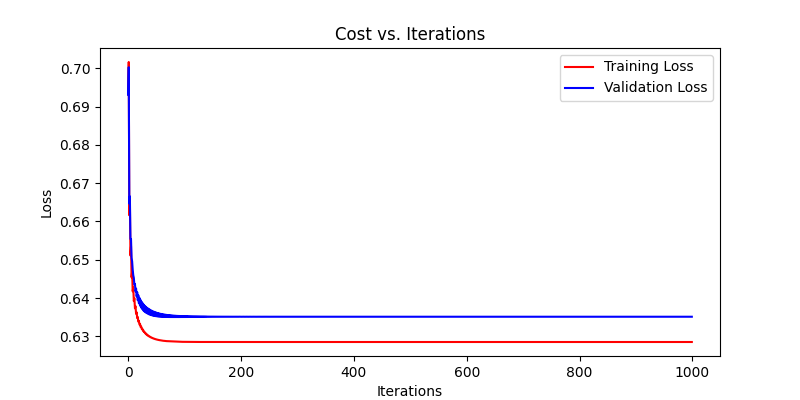 Cost vs. Iterations
Training Loss
Validation Loss
Loss
0.70
0.69
0.68
0.67
0.66
0.65
0.64
0.63
0
200
400
600
800
1000
Iterations